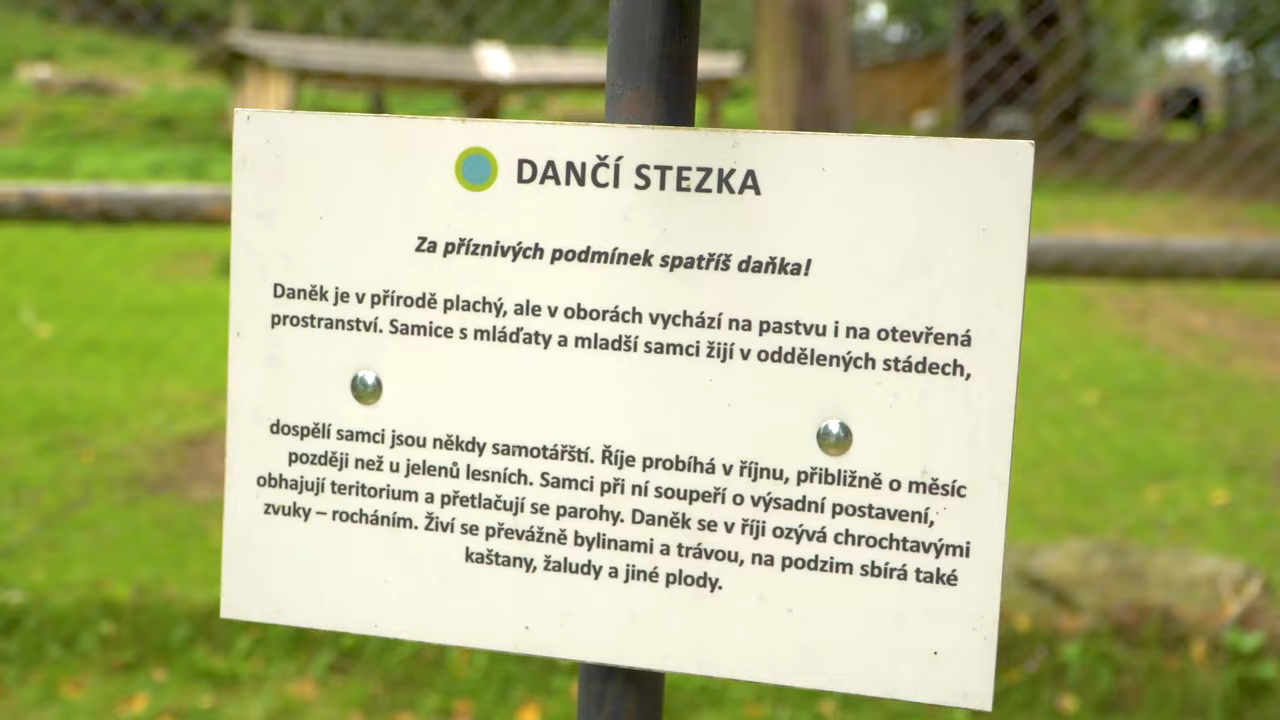 DANČÍ STEZKA
Za příznivých podmínek spatříš daňka!
Daněk je v přírodě plachý, ale v oborách vychází na pastvu i na otevřená
prostranství. Samice s mláďaty a mladší samci žijí v oddělených stádech,
dospělí samci jsou někdy samotářští. Říje probíhá v říjnu, přibližně o měsíc
později než u jelenů lesních. Samci při ní soupeří o výsadní postavení,
obhajují teritorium a přetlačují se parohy. Daněk se v říji ozývá chrochtavými
zvuky – rocháním. Živí se převážně bylinami a trávou, na podzim sbírá také
kaštany, žaludy a jiné plody.